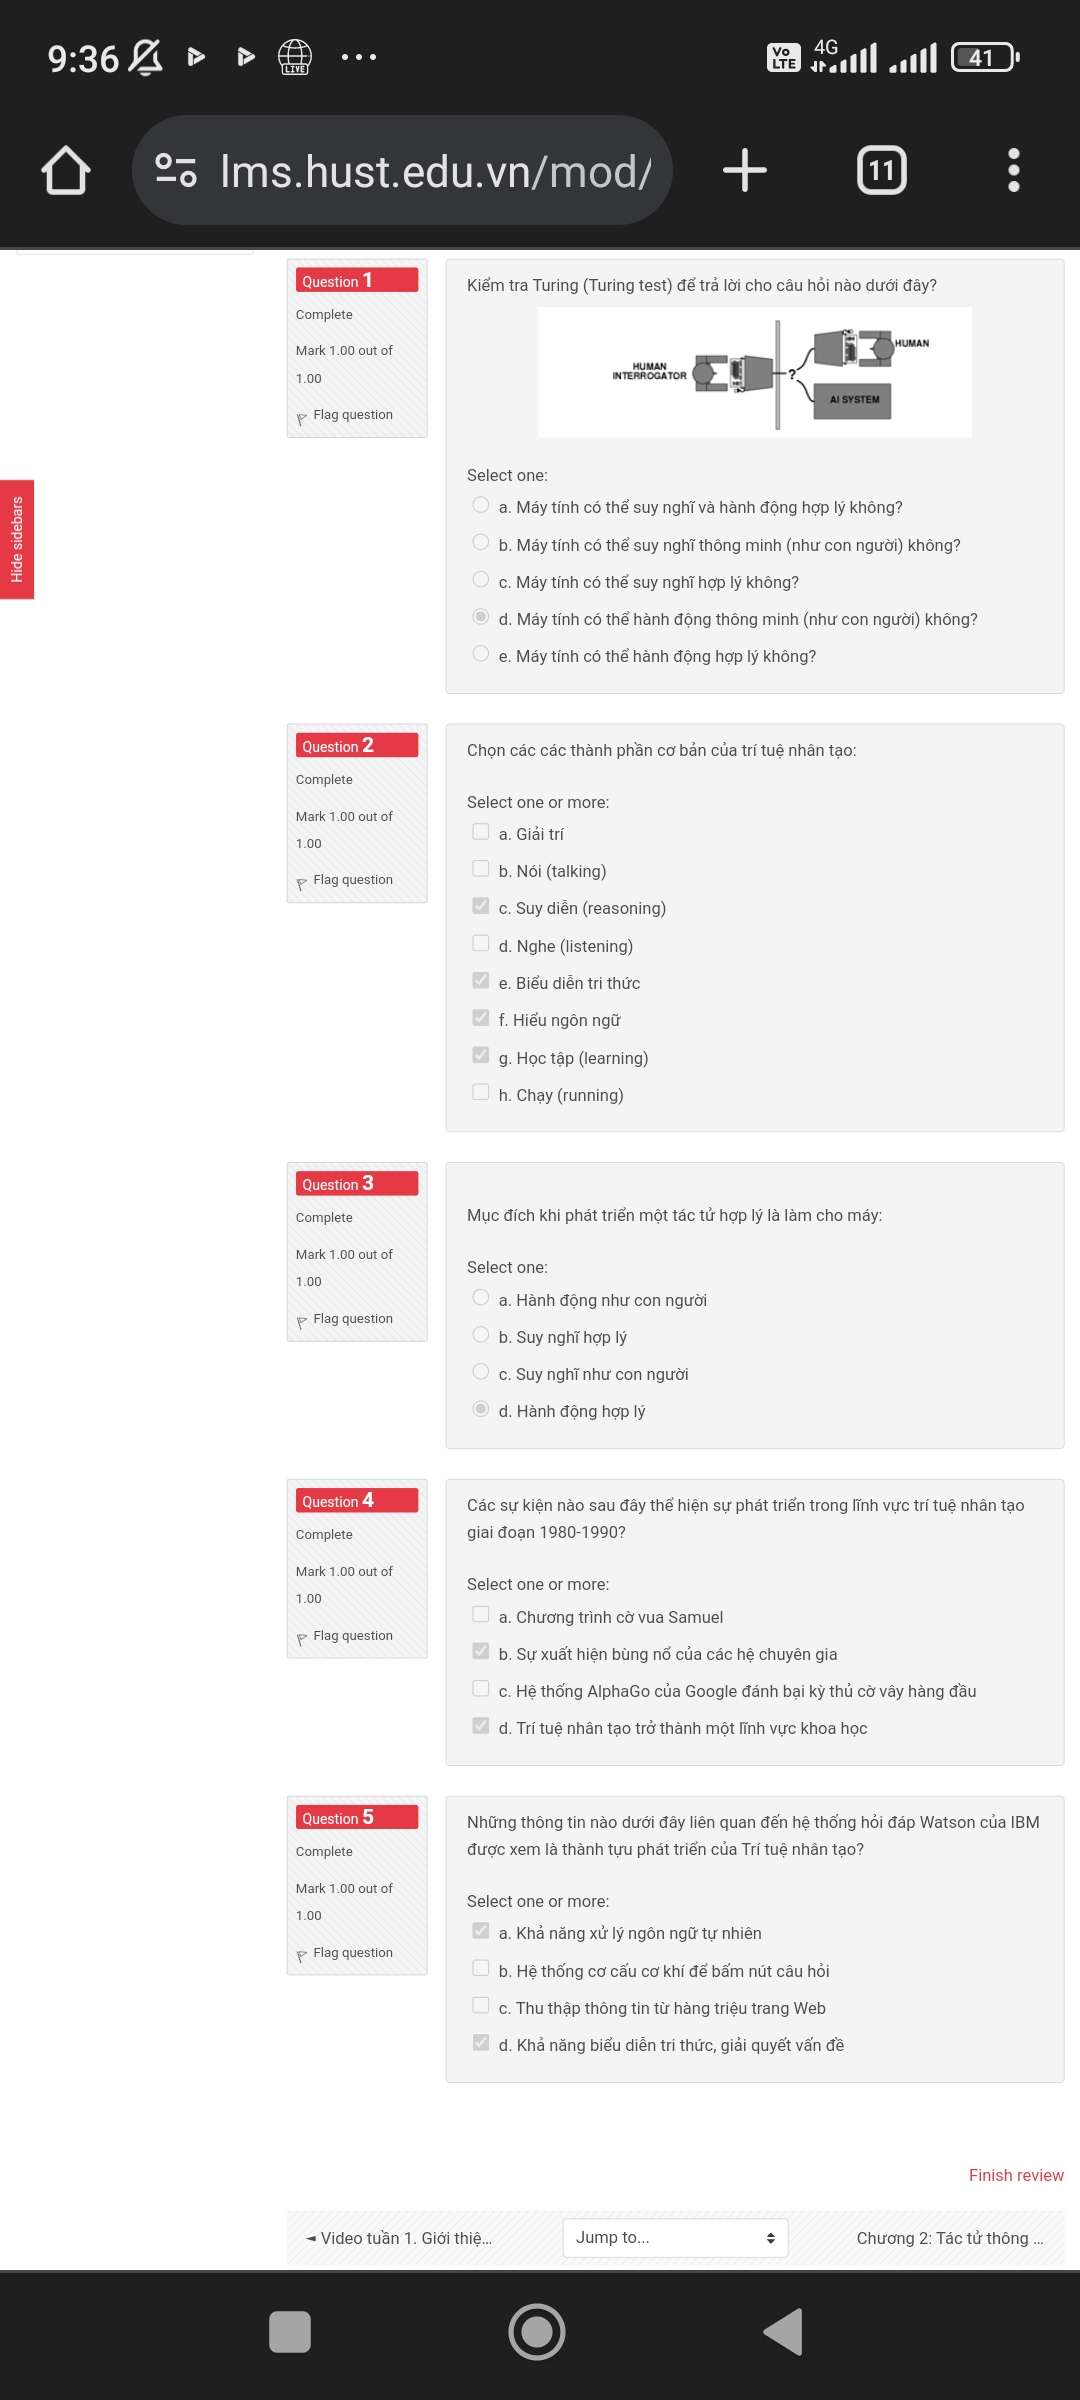 9:36
LIVE
Vo LTE
4G
41
lms.hust.edu.vn/mod/
11
Question 1
Complete
Mark 1.00 out of
1.00
Flag question
Kiểm tra Turing (Turing test) để trả lời cho câu hỏi nào dưới đây?
HUMAN
INTERROGATOR
?
HUMAN
AI SYSTEM
Select one:
a. Máy tính có thể suy nghĩ và hành động hợp lý không?
b. Máy tính có thể suy nghĩ thông minh (như con người) không?
c. Máy tính có thể suy nghĩ hợp lý không?
d. Máy tính có thể hành động thông minh (như con người) không?
e. Máy tính có thể hành động hợp lý không?
Hide sidebars
Question 2
Complete
Mark 1.00 out of
1.00
Flag question
Chọn các các thành phần cơ bản của trí tuệ nhân tạo:
Select one or more:
a. Giải trí
b. Nói (talking)
c. Suy diễn (reasoning)
d. Nghe (listening)
e. Biểu diễn tri thức
f. Hiểu ngôn ngữ
g. Học tập (learning)
h. Chạy (running)
Question 3
Complete
Mark 1.00 out of
1.00
Flag question
Mục đích khi phát triển một tác tử hợp lý là làm cho máy:
Select one:
a. Hành động như con người
b. Suy nghĩ hợp lý
c. Suy nghĩ như con người
d. Hành động hợp lý
Question 4
Complete
Mark 1.00 out of
1.00
Flag question
Các sự kiện nào sau đây thể hiện sự phát triển trong lĩnh vực trí tuệ nhân tạo
giai đoạn 1980-1990?
Select one or more:
a. Chương trình cờ vua Samuel
b. Sự xuất hiện bùng nổ của các hệ chuyên gia
c. Hệ thống AlphaGo của Google đánh bại kỳ thủ cờ vây hàng đầu
d. Trí tuệ nhân tạo trở thành một lĩnh vực khoa học
Question 5
Complete
Mark 1.00 out of
1.00
Flag question
Những thông tin nào dưới đây liên quan đến hệ thống hỏi đáp Watson của IBM
được xem là thành tựu phát triển của Trí tuệ nhân tạo?
Select one or more:
a. Khả năng xử lý ngôn ngữ tự nhiên
b. Hệ thống cơ cấu cơ khí để bấm nút câu hỏi
c. Thu thập thông tin từ hàng triệu trang Web
d. Khả năng biểu diễn tri thức, giải quyết vấn đề
Finish review
◄ Video tuần 1. Giới thiệ...
Jump to...
Chương 2: Tác tử thông ...